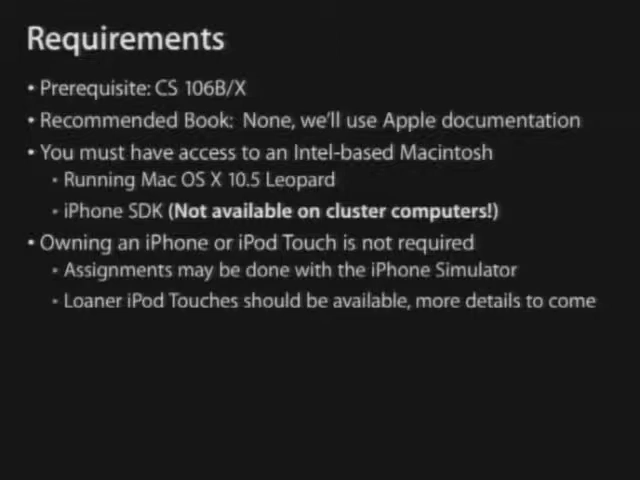 Requirements
• Prerequisite: CS 106B/X
• Recommended Book: None, we'll use Apple documentation
• You must have access to an Intel-based Macintosh
• Running Mac OS X 10.5 Leopard
• iPhone SDK (Not available on cluster computers!)
• Owning an iPhone or iPod Touch is not required
• Assignments may be done with the iPhone Simulator
• Loaner iPod Touches should be available, more details to come